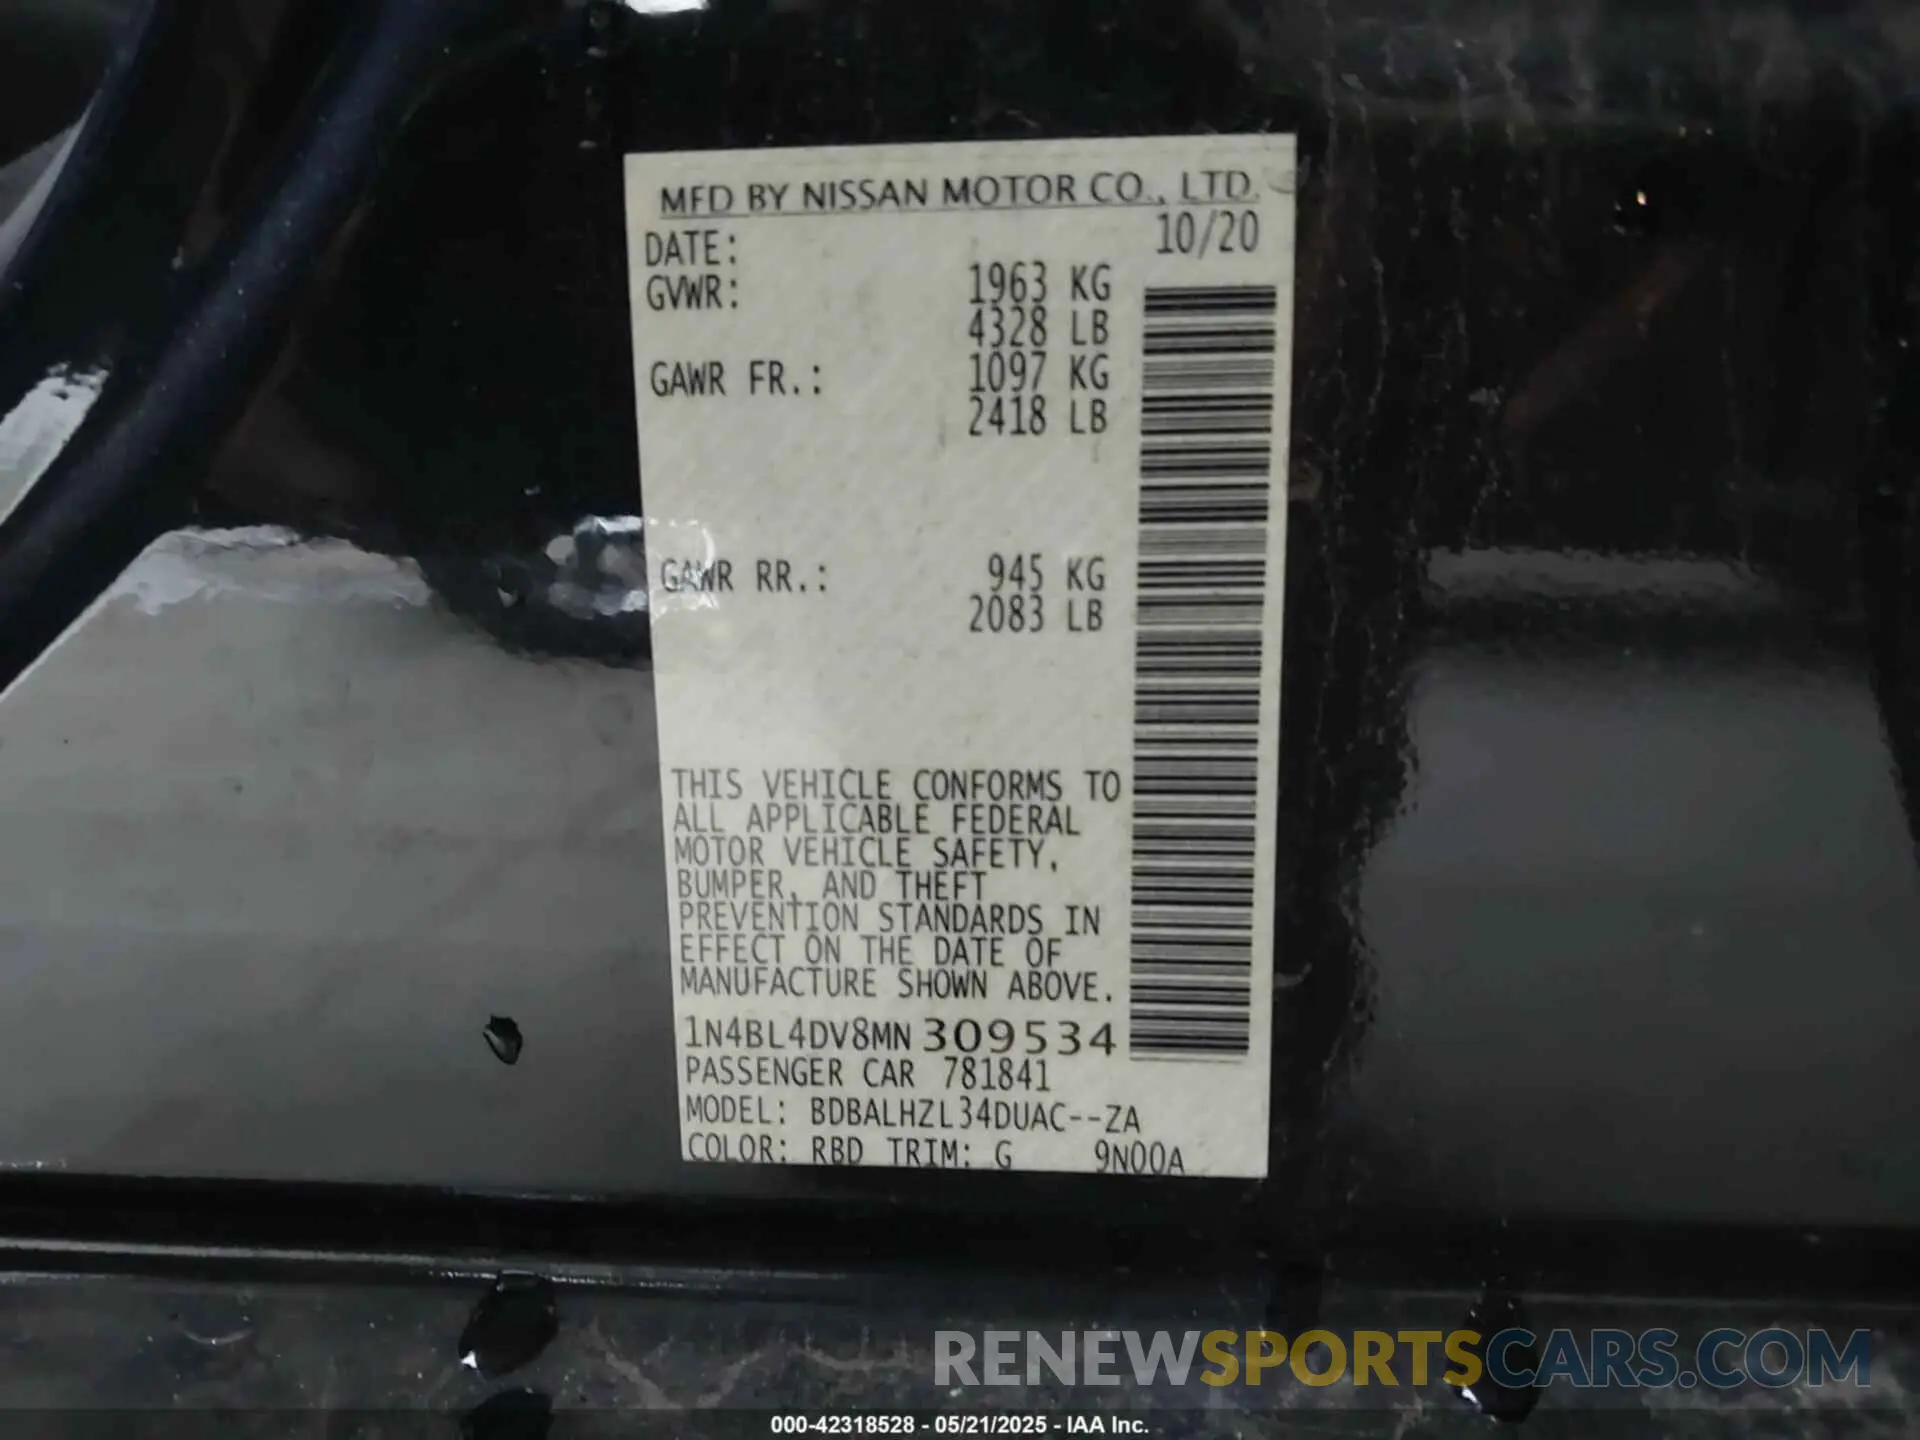 MFD BY NISSAN MOTOR CO., LTD.
DATE: 10/20
GVWR: 1963 KG
4328 LB
GAWR FR.: 1097 KG
2418 LB
GAWR RR.: 945 KG
2083 LB
THIS VEHICLE CONFORMS TO
ALL APPLICABLE FEDERAL
MOTOR VEHICLE SAFETY,
BUMPER, AND THEFT
PREVENTION STANDARDS IN
EFFECT ON THE DATE OF
MANUFACTURE SHOWN ABOVE.
1N4BL4DV8MN309534
PASSENGER CAR 781841
MODEL: BDBALHZL34DUAC--ZA
COLOR: RBD TRIM: G 9N00A
RENEWSPORTSCARS.COM
000-42318528 - 05/21/2025 - IAA Inc.